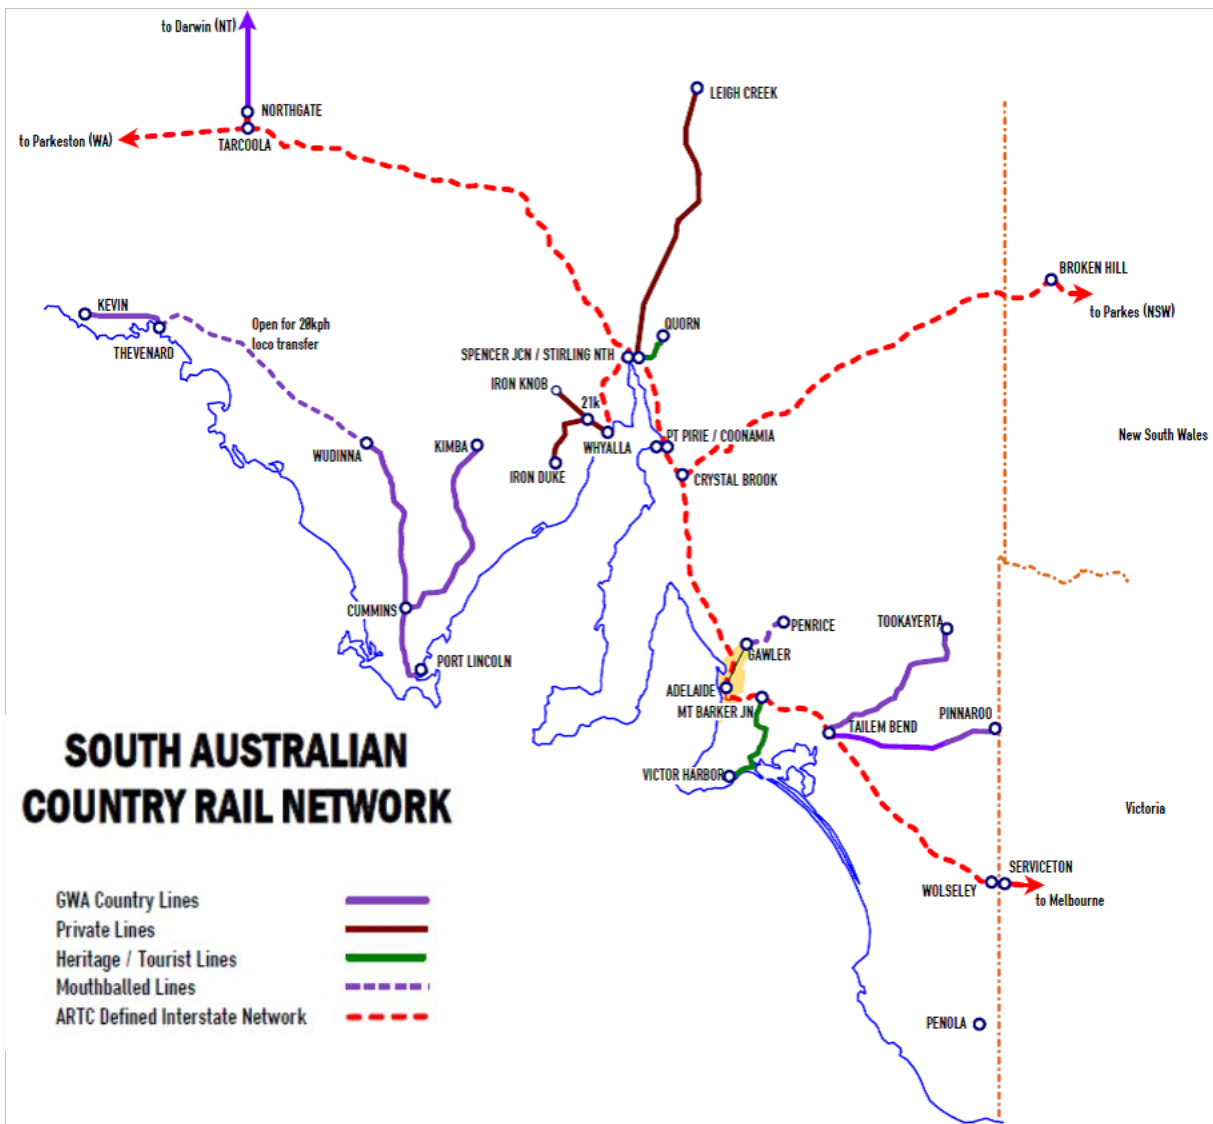 to Darwin (NT)
NORTHGATE
to Parkeston (WA)
TARCOOLA
LEIGH CREEK
BROKEN HILL
to Parkes (NSW)
KEVIN
THEVENARD
Open for 20kph
loco transfer
QUORN
SPENCER JCN / STIRLING NTH
IRON KNOB
21k
WHYALLA
IRON DUKE
PT PIRIE / COONAMIA
CRYSTAL BROOK
WUDINNA
KIMBA
New South Wales
CUMMINS
PORT LINCOLN
PENRICE
GAWLER
TOOKAYERTA
ADELAIDE
MT BARKER JN
TAILEM BEND
PINNAROO
VICTOR HARBOR
Victoria
SERVICETON
WOLSELEY
to Melbourne
PENOLA
SOUTH AUSTRALIAN
COUNTRY RAIL NETWORK
GWA Country Lines
Private Lines
Heritage / Tourist Lines
Mouthballed Lines
ARTC Defined Interstate Network